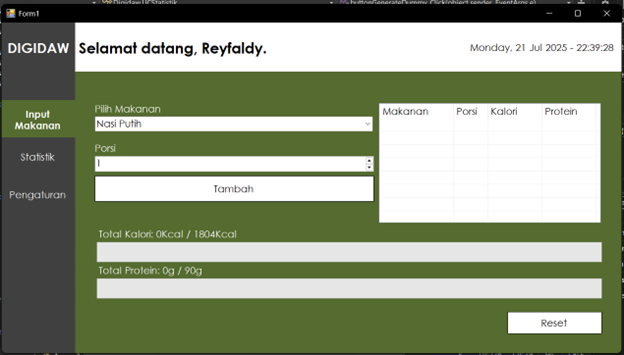 Digidaw.UCStatistik
buttonGenerateDummy_Click(object sender, EventArgs e)
Form1
DIGIDAW
Selamat datang, Reyfaldy.
Monday, 21 Jul 2025 - 22:39:28
Input
Makanan
Statistik
Pengaturan
Pilih Makanan
Nasi Putih
Porsi
1
Tambah
Makanan Porsi Kalori Protein
Total Kalori: 0Kcal / 1804Kcal
Total Protein: 0g / 90g
Reset